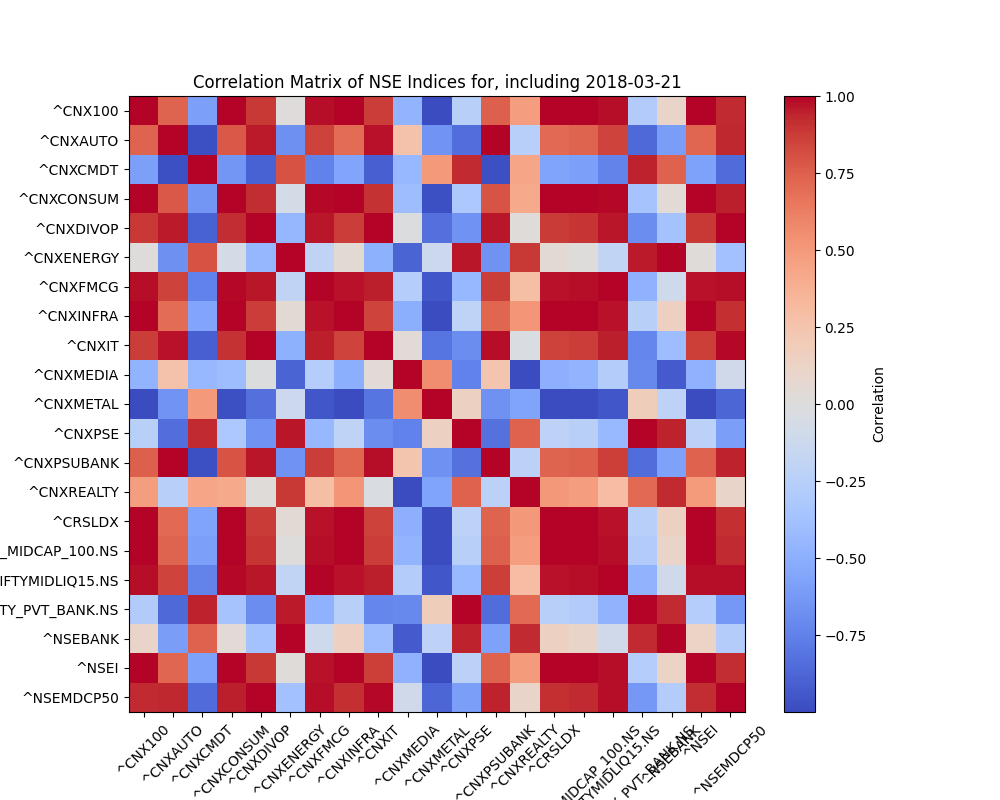 Correlation Matrix of NSE Indices for, including 2018-03-21
^CNX100
^CNXAUTO
^CNXCMDT
^CNXCONSUM
^CNXDIVOP
^CNXENERGY
^CNXFMCG
^CNXINFRA
^CNXIT
^CNXMEDIA
^CNXMETAL
^CNXPSE
^CNXPSUBANK
^CNXREALTY
^CRSLDX
_MIDCAP_100.NS
IFTYMIDLIQ15.NS
TY_PVT_BANK.NS
^NSEBANK
^NSEI
^NSEMDCP50
^CNX100
^CNXAUTO
^CNXCMDT
^CNXCONSUM
^CNXDIVOP
^CNXENERGY
^CNXFMCG
^CNXINFRA
^CNXIT
^CNXMEDIA
^CNXMETAL
^CNXPSE
^CNXPSUBANK
^CNXREALTY
^CRSLDX
MIDCAP_100.NS
TYMIDLIQ15.NS
PVT_BANK.NS
^NSEBANK
^NSEI
^NSEMDCP50
1.00
0.75
0.50
0.25
0.00
−0.25
−0.50
−0.75
Correlation